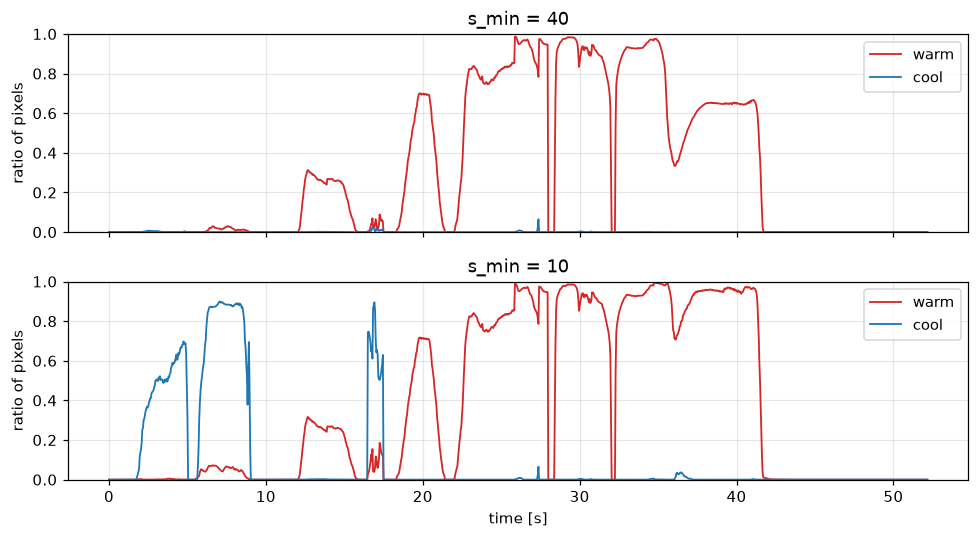 s_min = 40
1.0
0.8
0.6
0.4
0.2
0.0
ratio of pixels
warm
cool
s_min = 10
1.0
0.8
0.6
0.4
0.2
0.0
ratio of pixels
warm
cool
0 10 20 30 40 50
time [s]